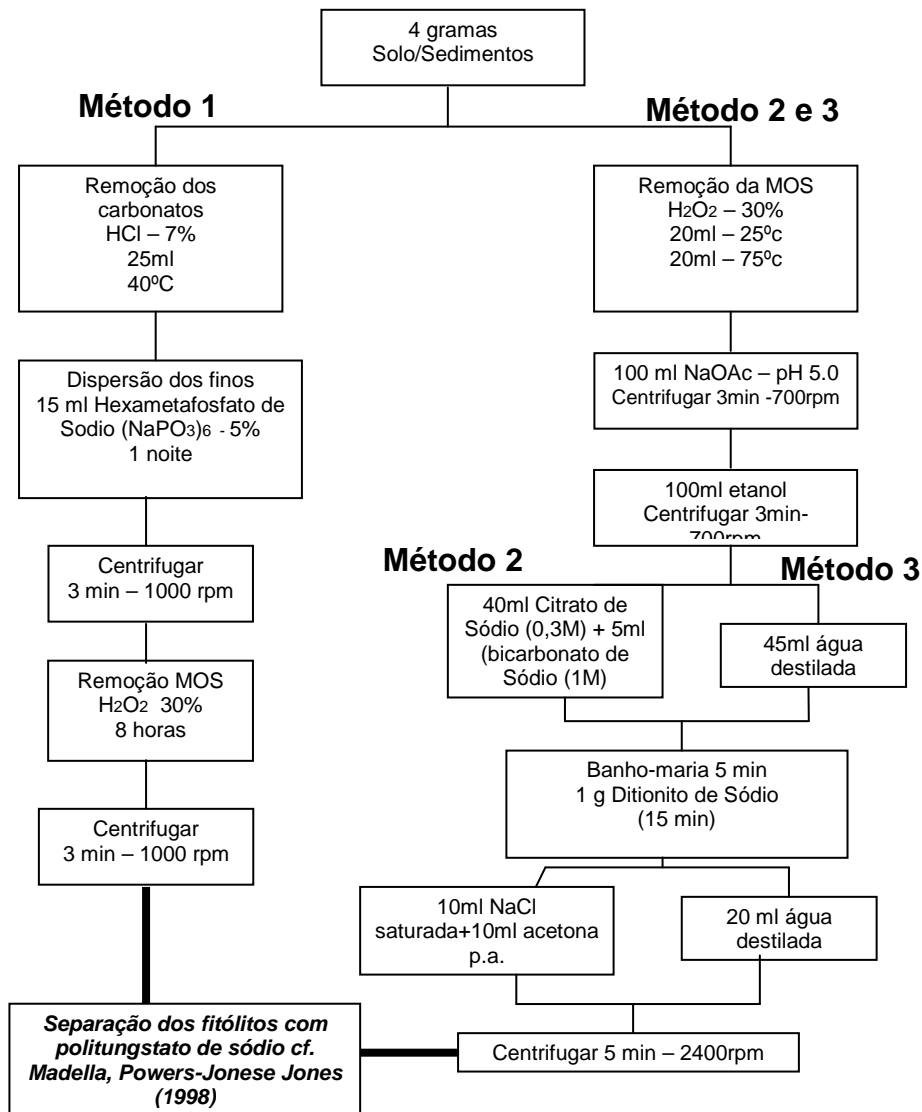 4 gramas
Solo/Sedimentos
Método 1
Remoção dos
carbonatos
HCl – 7%
25ml
40ºC
Dispersão dos finos
15 ml Hexametafosfato de
Sodio (NaPO3)6 - 5%
1 noite
Centrifugar
3 min – 1000 rpm
Remoção MOS
H2O2 30%
8 horas
Centrifugar
3 min – 1000 rpm
Método 2 e 3
Remoção da MOS
H2O2 – 30%
20ml – 25ºc
20ml – 75ºc
100 ml NaOAc – pH 5.0
Centrifugar 3min -700rpm
100ml etanol
Centrifugar 3min-
700rpm
Método 2
40ml Citrato de
Sódio (0,3M) + 5ml
(bicarbonato de
Sódio (1M)
Método 3
45ml água
destilada
Banho-maria 5 min
1 g Ditionito de Sódio
(15 min)
10ml NaCl
saturada+10ml acetona
p.a.
20 ml água
destilada
Centrifugar 5 min – 2400rpm
Separação dos fitólitos com
politungstato de sódio cf.
Madella, Powers-Jonese Jones
(1998)